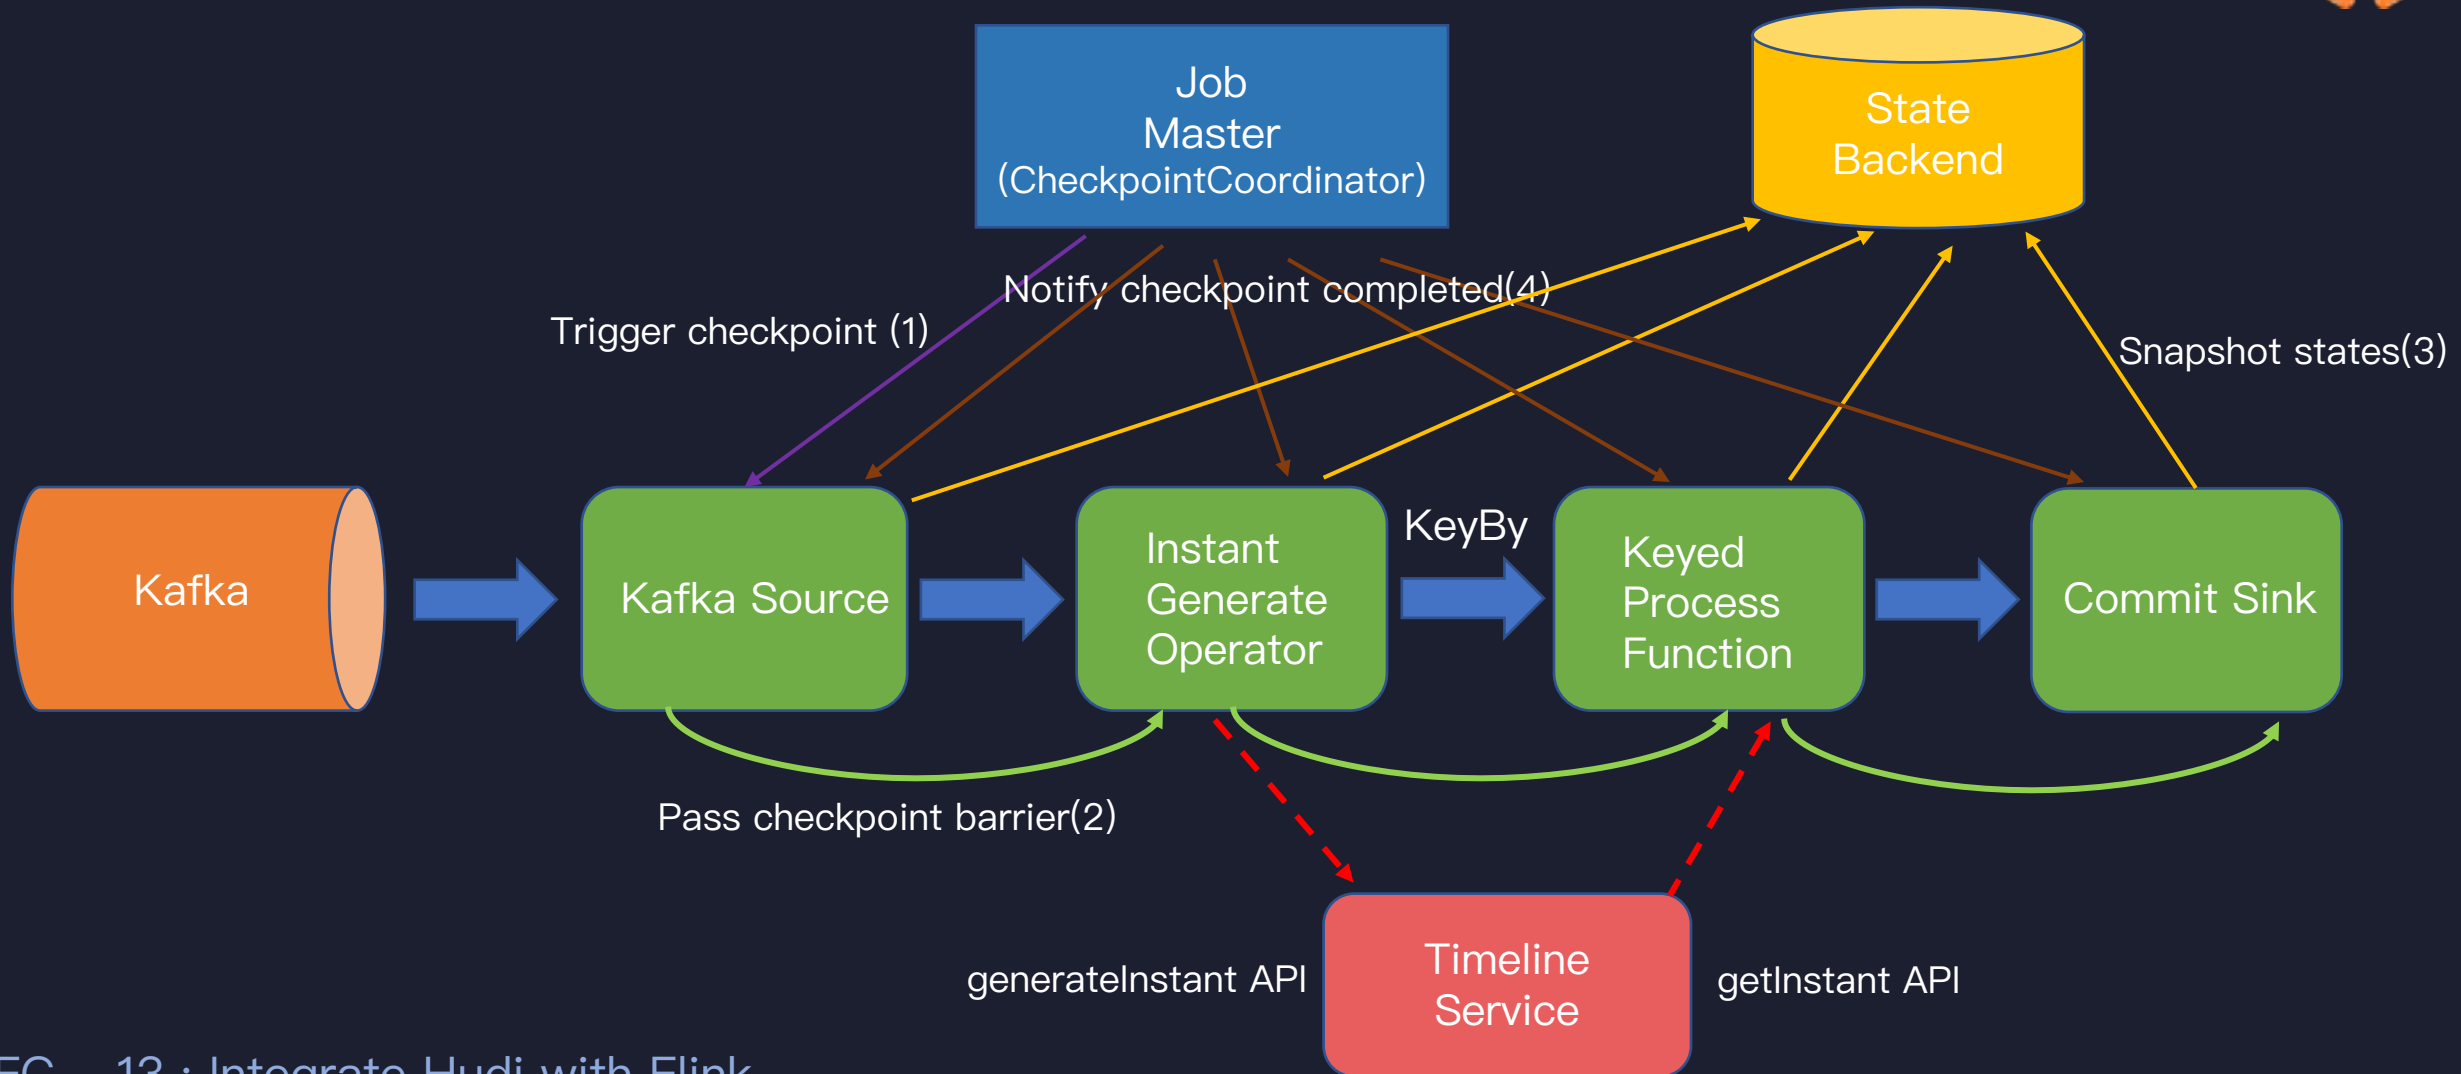 Job
Master
(CheckpointCoordinator)
State
Backend
Notify checkpoint completed(4)
Trigger checkpoint (1)
Snapshot states(3)
Kafka
Kafka Source
Instant
Generate
Operator
KeyBy
Keyed
Process
Function
Commit Sink
Pass checkpoint barrier(2)
generateInstant API
Timeline
Service
getInstant API
13 : Integrate Hudi with Flink